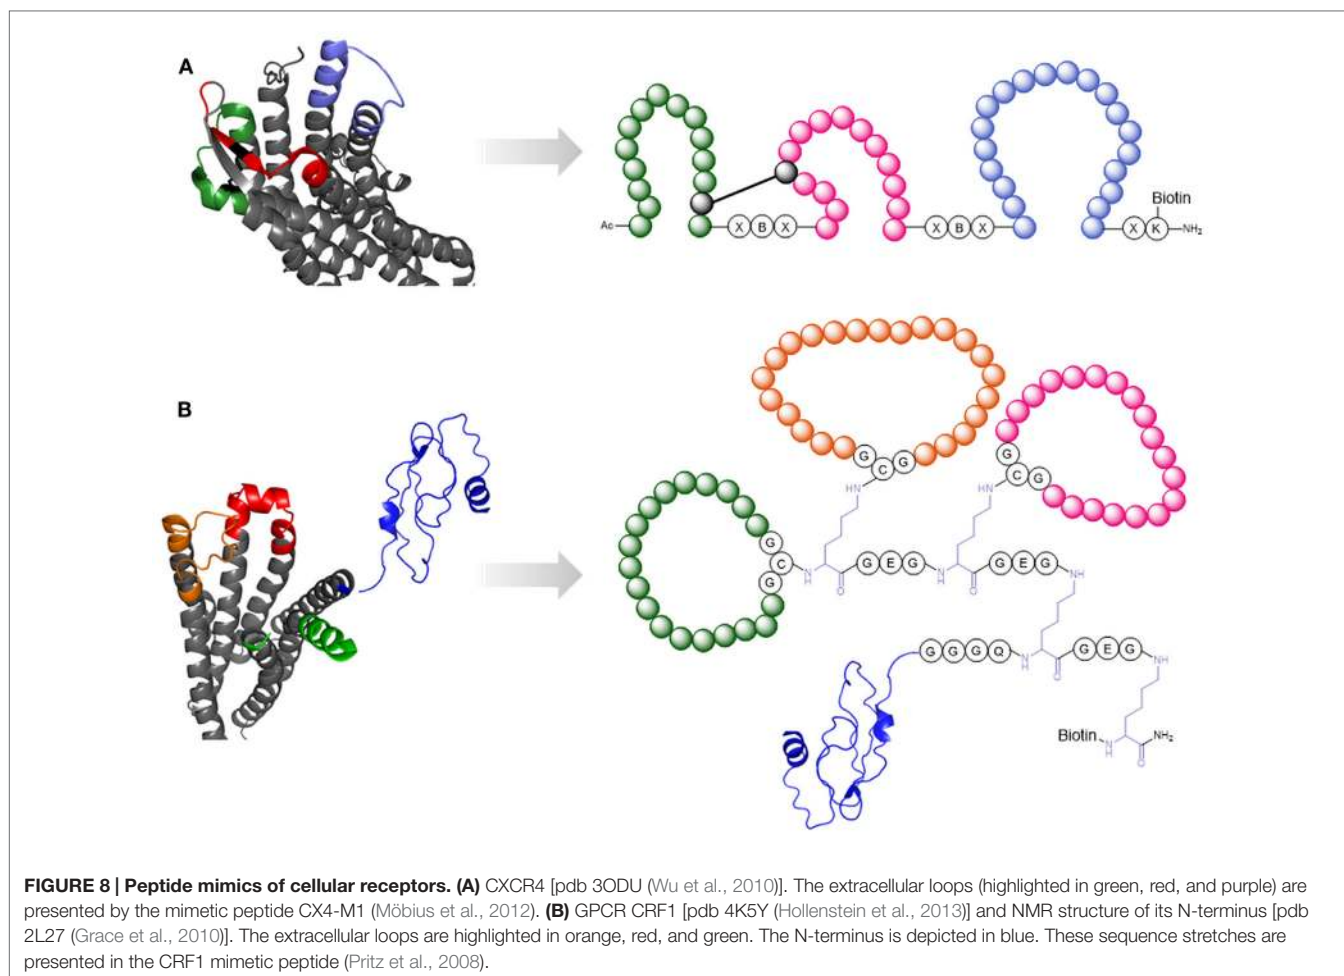 A
Ac
X B X
X B X
Biotin
X K NH₂
B
G C G
G C G
HN
HN
G C G
N
H
O
G E G
N
H
O
G E G
NH
G G G Q
N
H
O
G E G
NH
Biotin
N
H
NH₂
O
FIGURE 8 | Peptide mimics of cellular receptors. (A) CXCR4 [pdb 3ODU (Wu et al., 2010)]. The extracellular loops (highlighted in green, red, and purple) are
presented by the mimetic peptide CX4-M1 (Möbius et al., 2012). (B) GPCR CRF1 [pdb 4K5Y (Hollenstein et al., 2013)] and NMR structure of its N-terminus [pdb
2L27 (Grace et al., 2010)]. The extracellular loops are highlighted in orange, red, and green. The N-terminus is depicted in blue. These sequence stretches are
presented in the CRF1 mimetic peptide (Pritz et al., 2008).